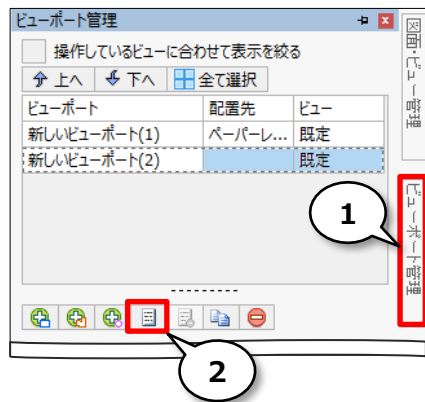 ビューポート管理
操作しているビューに合わせて表示を絞る
上へ 下へ 全て選択
ビューポート 配置先 ビュー
新しいビューポート(1) ペーパーレ... 既定
新しいビューポート(2) 既定
図面・ビュー管理
ビューポート管理
1
2